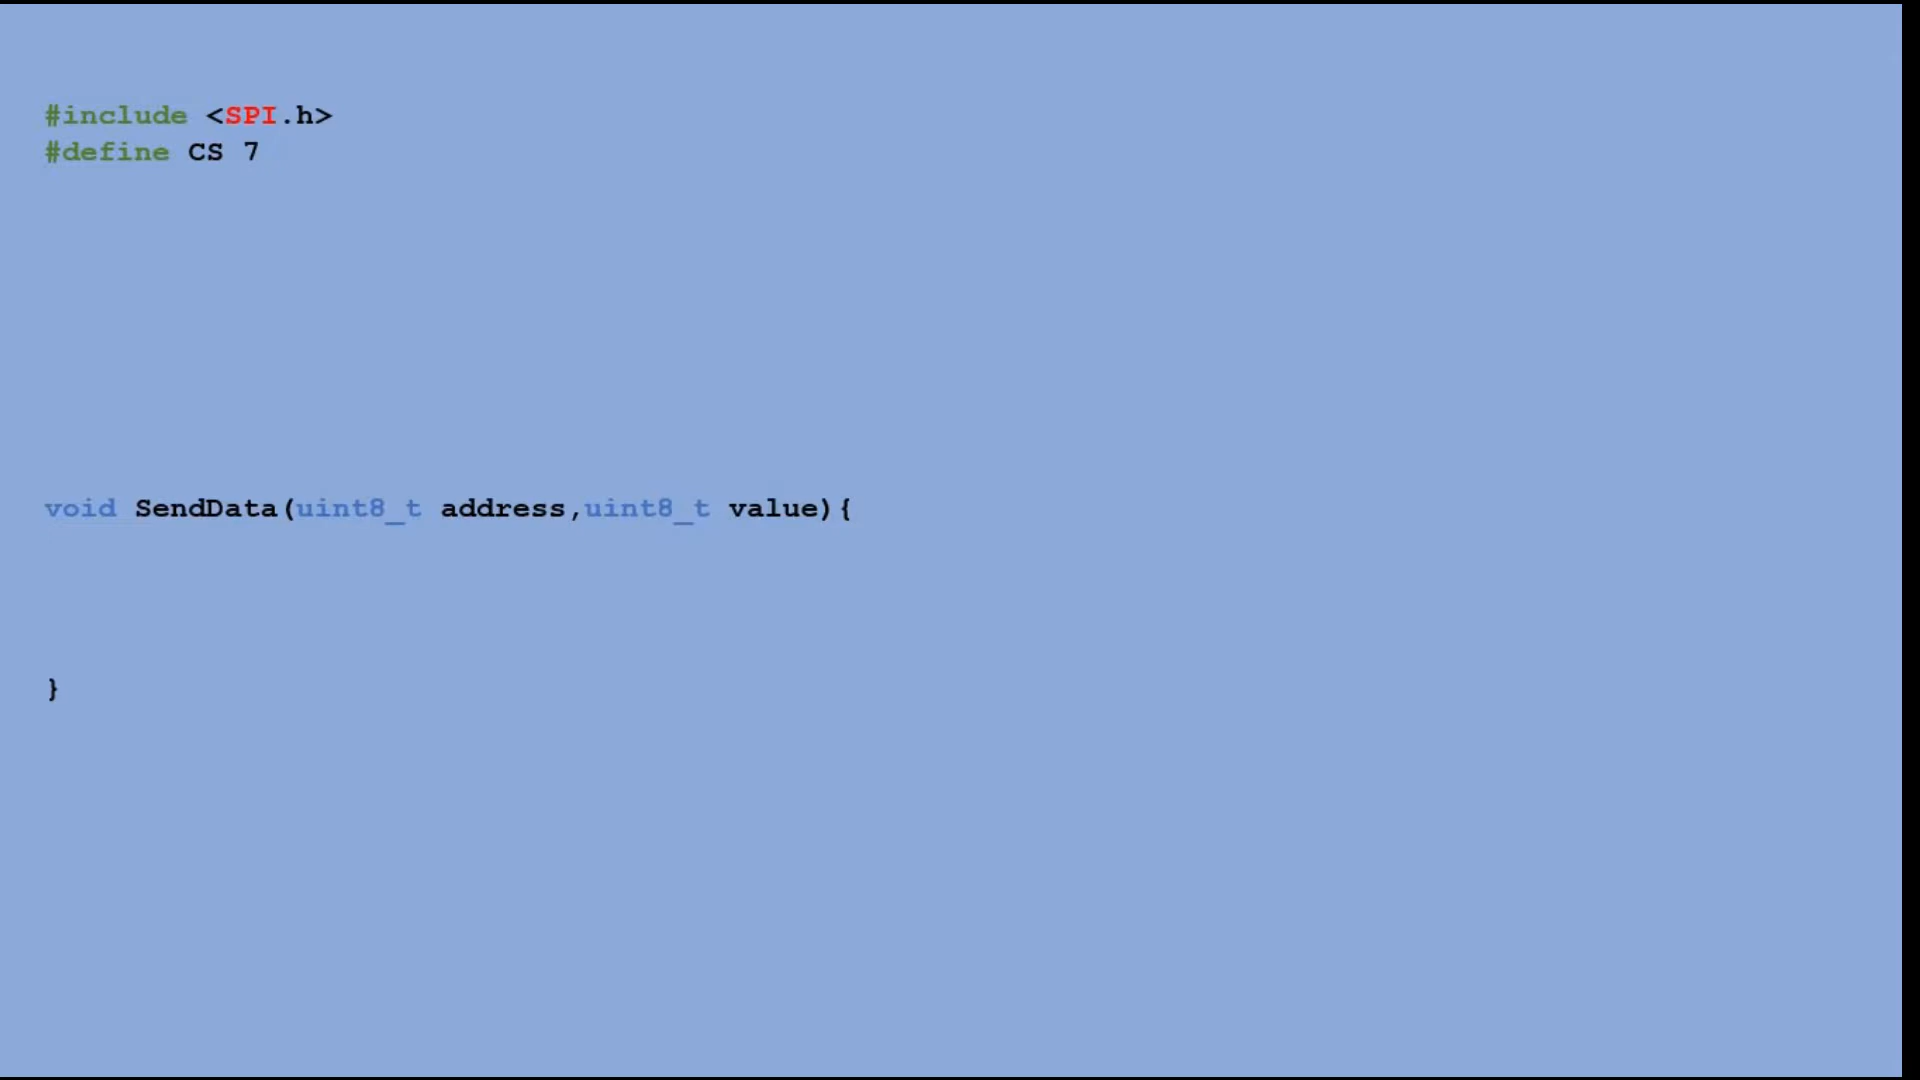 #include <SPI.h>
#define CS 7
void SendData(uint8_t address,uint8_t value){
}